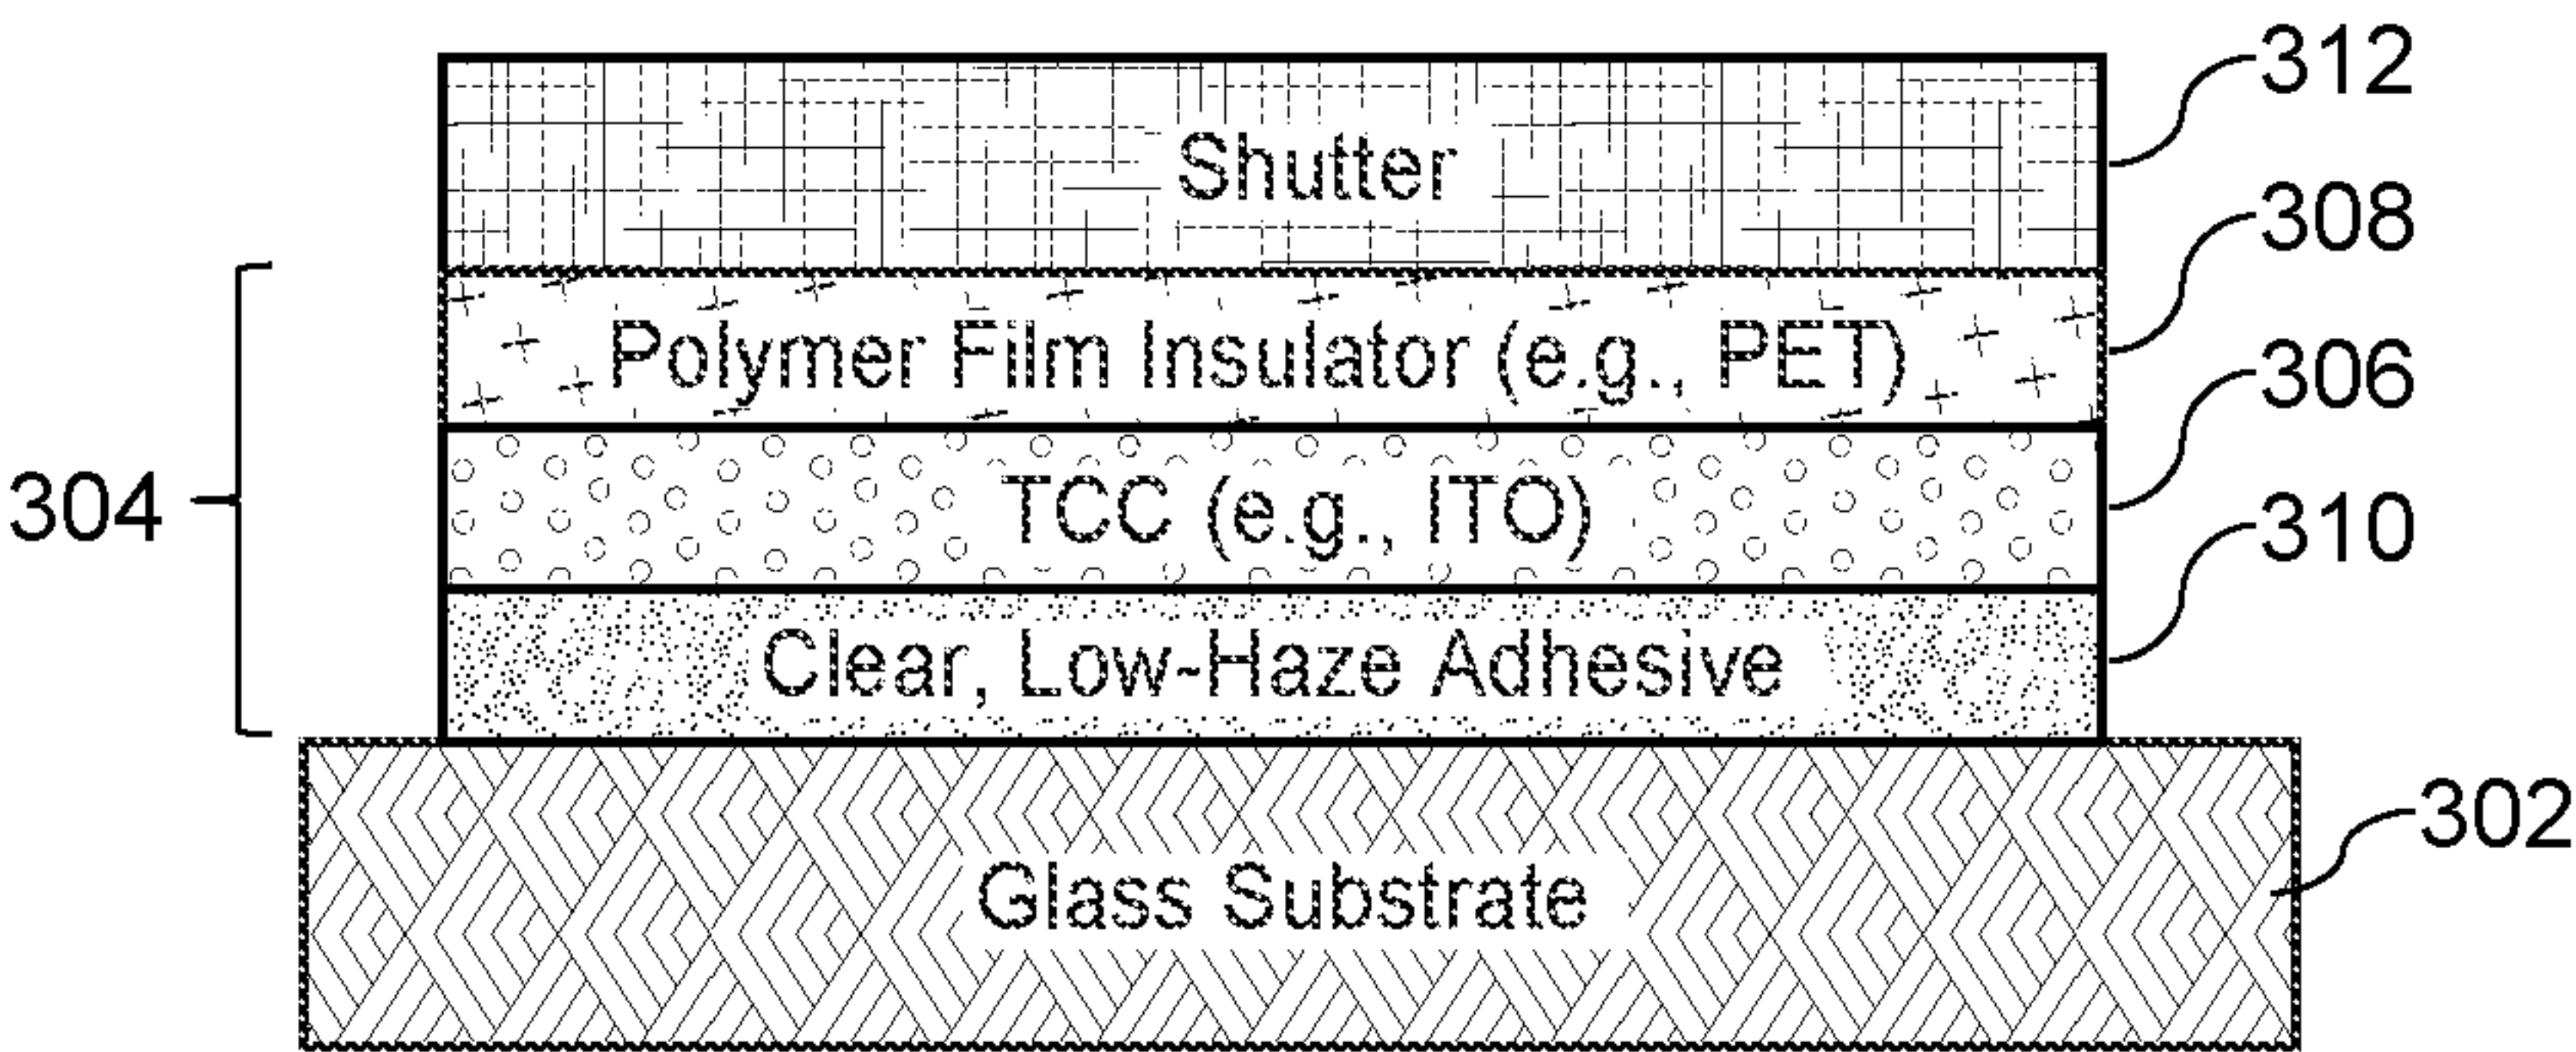 312
Shutter
308
Polymer Film Insulator (e.g., PET)
306
TCC (e.g., ITO)
304
310
Clear, Low-Haze Adhesive
302
Glass Substrate